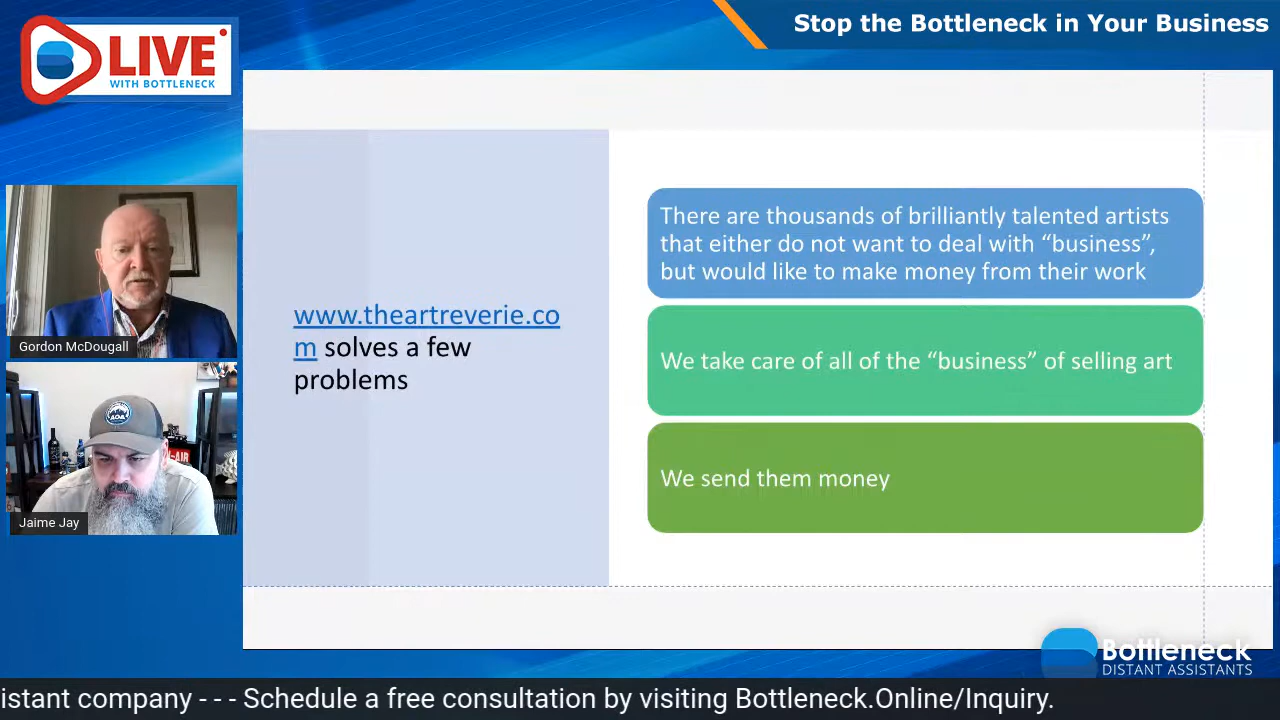 Stop the Bottleneck in Your Business
LIVE
WITH BOTTLENECK
www.theartreverie.co
m solves a few
problems
There are thousands of brilliantly talented artists
that either do not want to deal with “business”,
but would like to make money from their work
We take care of all of the “business” of selling art
We send them money
Gordon McDougall
AOA
-AIR
Jaime Jay
Bottleneck
DISTANT ASSISTANTS
istant company - - - Schedule a free consultation by visiting Bottleneck.Online/Inquiry.